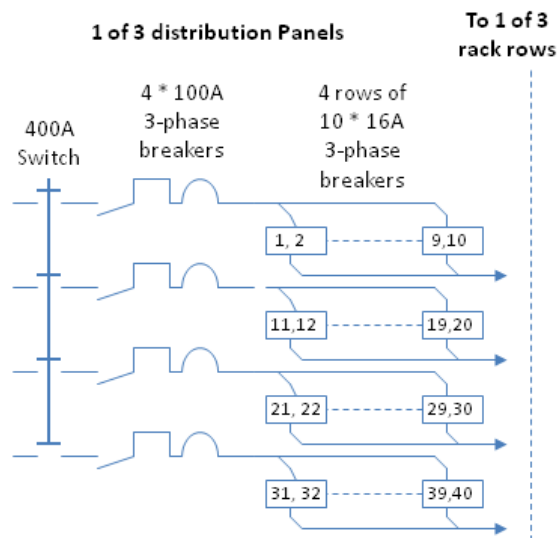 1 of 3 distribution Panels
To 1 of 3
rack rows
400A
Switch
4 * 100A
3-phase
breakers
4 rows of
10 * 16A
3-phase
breakers
1, 2
9,10
11,12
19,20
21, 22
29,30
31, 32
39,40